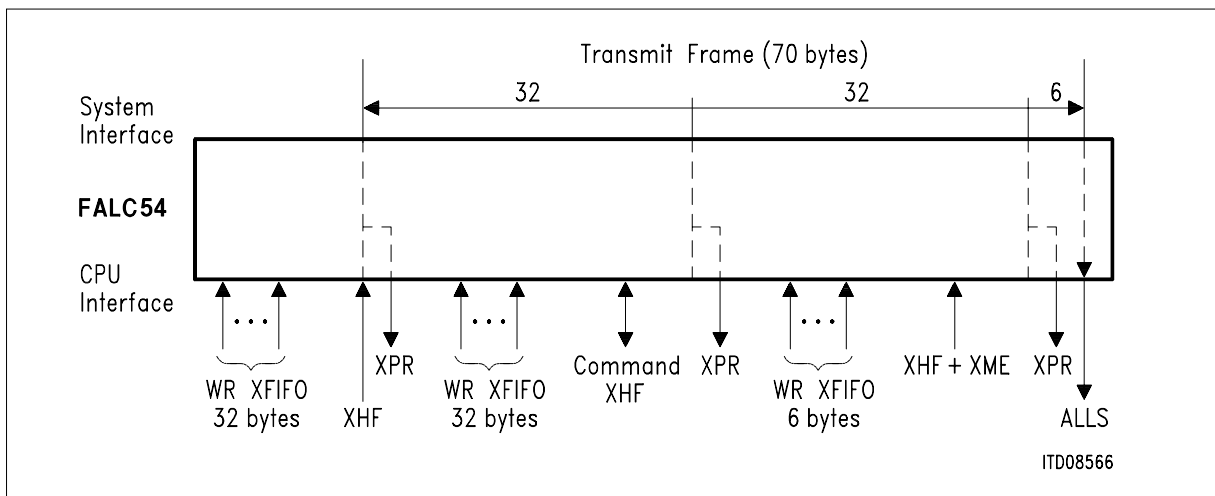 Transmit Frame (70 bytes)
32 32 6
System
Interface
FALC54
CPU
Interface
XPR Command XPR XHF + XME XPR
XHF
WR XFIFO WR XFIFO WR XFIFO
32 bytes XHF 32 bytes 6 bytes ALLS
ITD08566